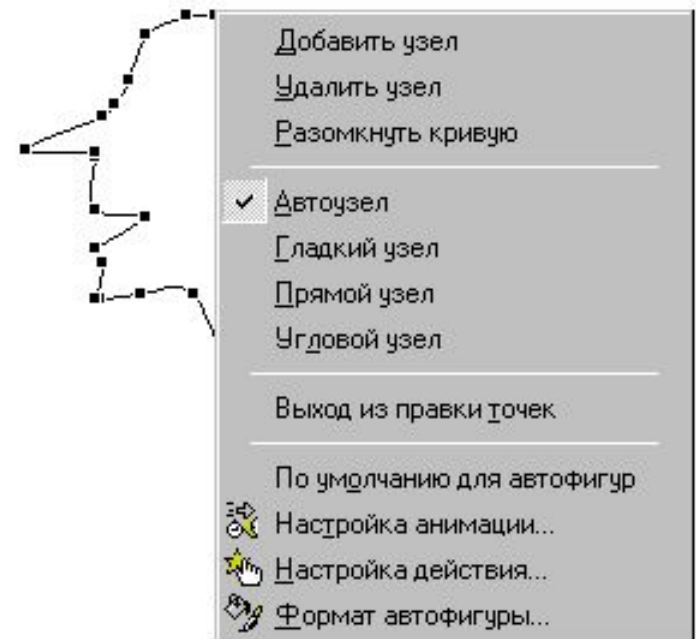 Добавить узел
Удалить узел
Разомкнуть кривую
Автоузел
Гладкий узел
Прямой узел
Угловой узел
Выход из правки точек
По умолчанию для автофигур
Настройка анимации...
Настройка действия...
Формат автофигуры...